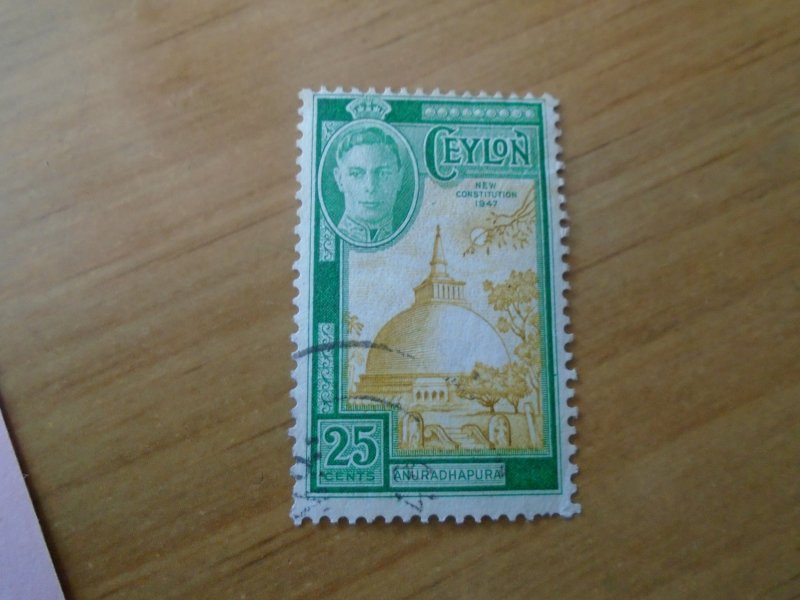 CEYLON
NEW
CONSTITUTION
1947
25
CENTS
ANURADHAPURA